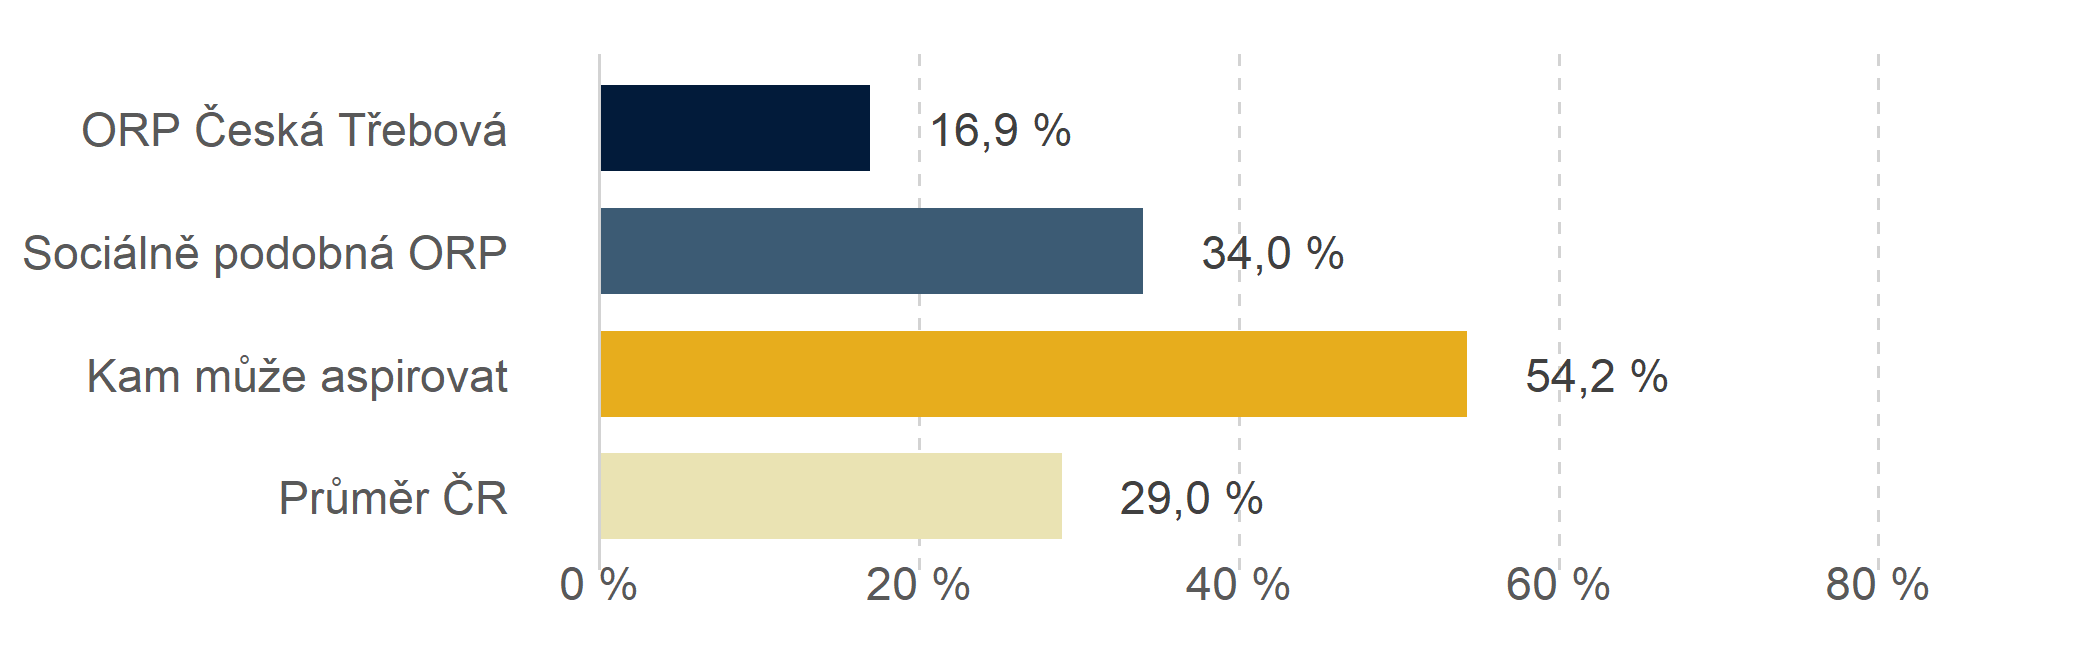 ORP Česká Třebová
16,9 %
Sociálně podobná ORP
34,0 %
Kam může aspirovat
54,2 %
Průměr ČR
29,0 %
0 %
20 %
40 %
60 %
80 %